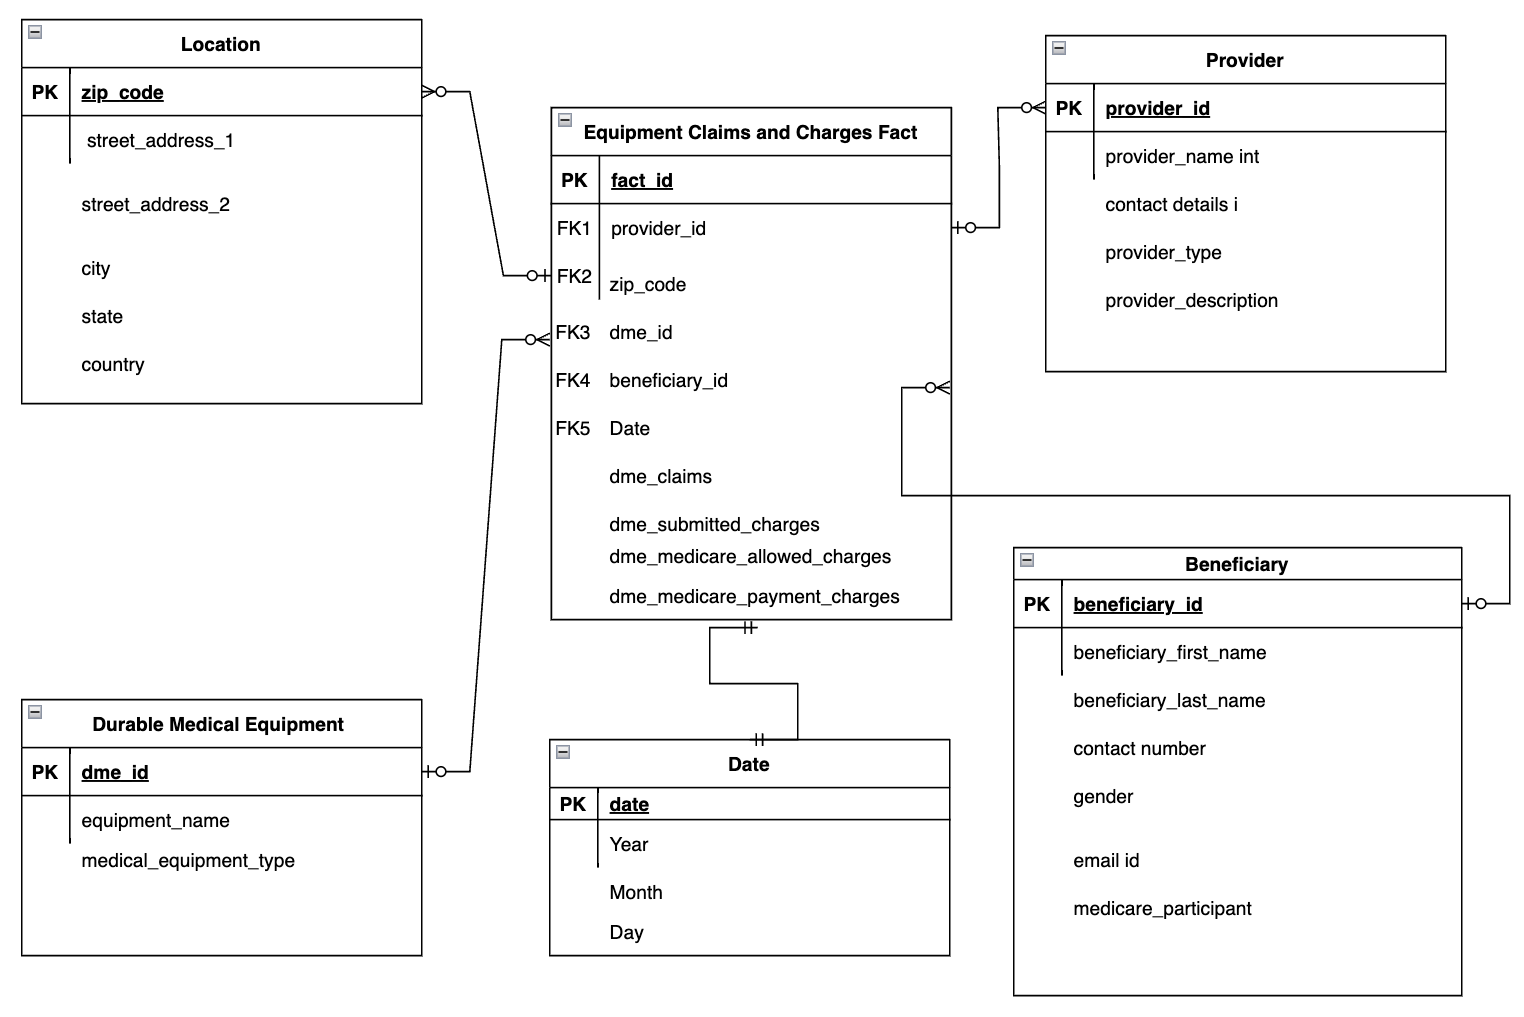 Location
PK zip_code
street_address_1
street_address_2
city
state
country
Equipment Claims and Charges Fact
PK fact_id
FK1 provider_id
FK2 zip_code
FK3 dme_id
FK4 beneficiary_id
FK5 Date
dme_claims
dme_submitted_charges
dme_medicare_allowed_charges
dme_medicare_payment_charges
Provider
PK provider_id
provider_name int
contact details i
provider_type
provider_description
Durable Medical Equipment
PK dme_id
equipment_name
medical_equipment_type
Date
PK date
Year
Month
Day
Beneficiary
PK beneficiary_id
beneficiary_first_name
beneficiary_last_name
contact number
gender
email id
medicare_participant